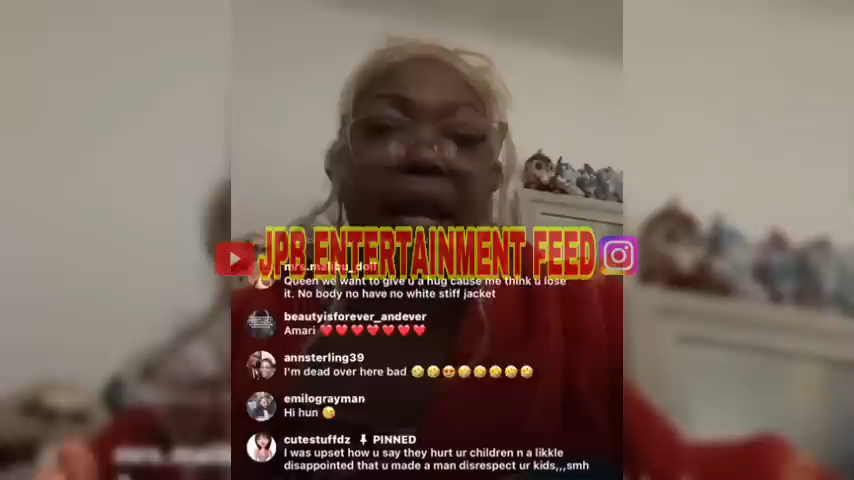 JPB ENTERTAINMENT FEED
mrs.malibu_doll
Queen we want to give u a hug cause me think u lose
it. No body no have no white stiff jacket
beautyisforever_andever
Amari ❤️❤️❤️❤️❤️❤️❤️
annsterling39
I'm dead over here bad 🤣🤣😍🤣🤣🤣🤣🤣
emilograyman
Hi hun 😘
cutestuffdz 📌 PINNED
I was upset how u say they hurt ur children n a likkle
disappointed that u made a man disrespect ur kids,,,smh